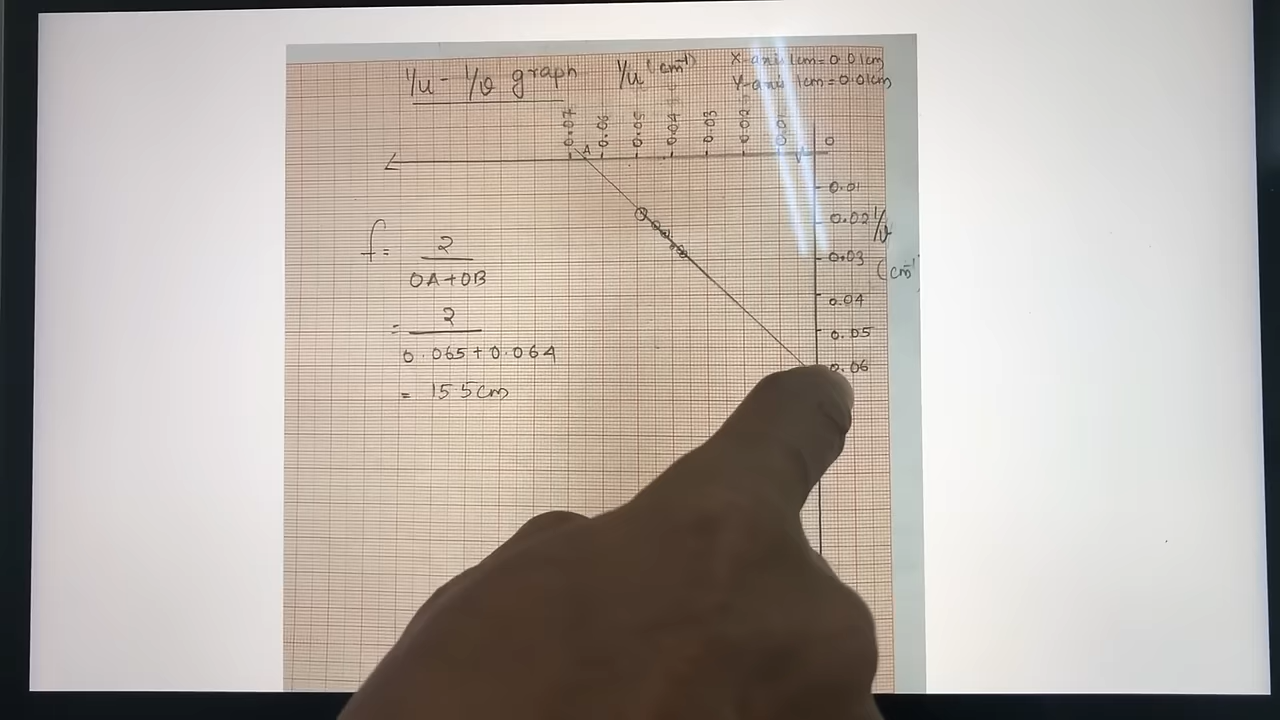 1/u - 1/v graph
1/u (cm⁻¹)
X-axis 1cm = 0.01cm
Y-axis 1cm = 0.01cm
0.07 0.06 0.05 0.04 0.03 0.02 0.01 0
A
0.01
0.02 1/v
0.03 (cm⁻¹
0.04
0.05
0.06
f = 2
OA+OB
= 2
0.065+0.064
= 15.5cm